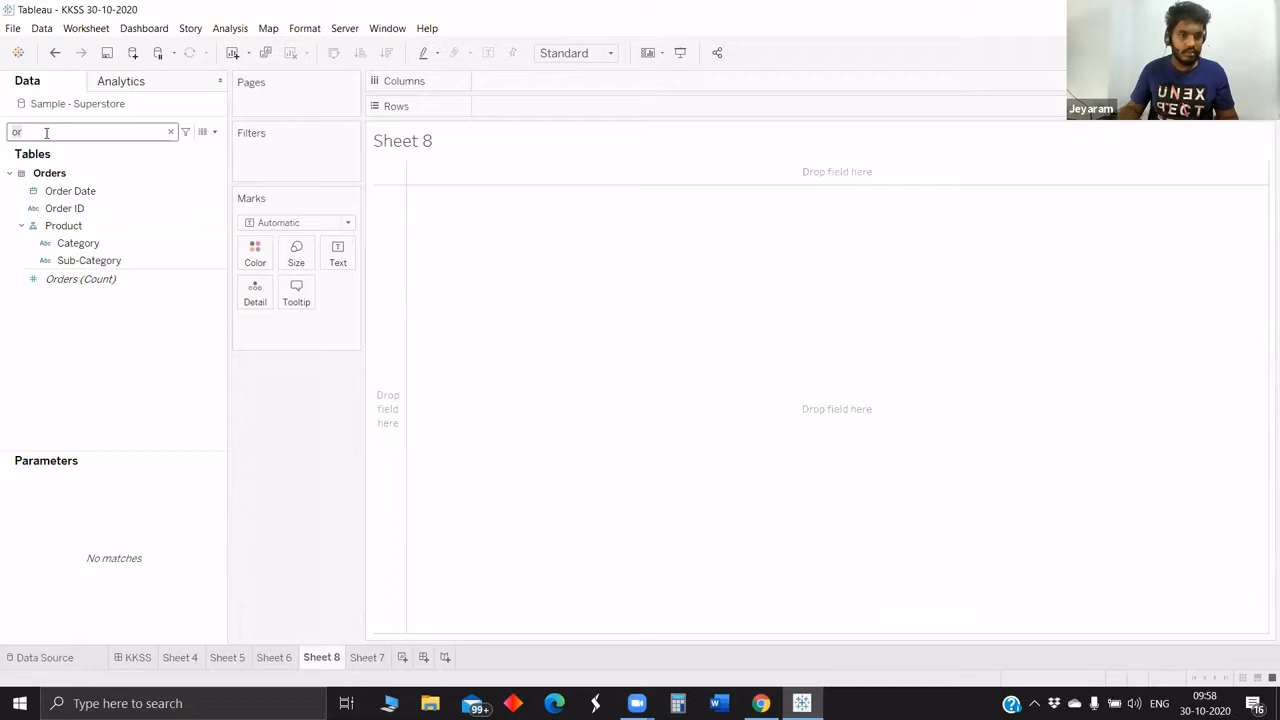 Tableau - KKSS 30-10-2020
File Data Worksheet Dashboard Story Analysis Map Format Server Window Help
Standard
Data Analytics
Sample - Superstore
or
Tables
Orders
Order Date
Abc Order ID
Product
Abc Category
Abc Sub-Category
# Orders (Count)
Parameters
No matches
Pages
Filters
Marks
Automatic
Color Size Text
Detail Tooltip
Columns
Rows
Sheet 8
Drop field here
Drop
field
here
Drop field here
Jeyaram
Data Source KKSS Sheet 4 Sheet 5 Sheet 6 Sheet 8 Sheet 7
Type here to search
99+
ENG
09:58
30-10-2020
16